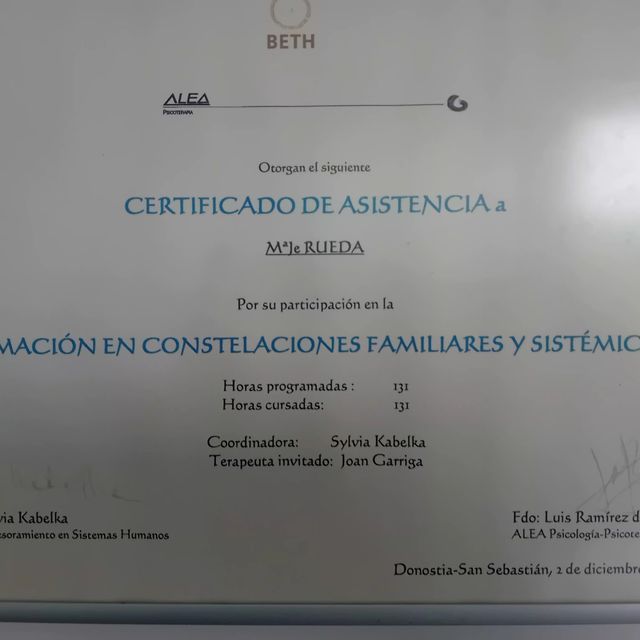 BETH
ALEA
PSICOTERAPIA
Otorgan el siguiente
CERTIFICADO DE ASISTENCIA a
MªJe RUEDA
Por su participación en la
MACIÓN EN CONSTELACIONES FAMILIARES Y SISTÉMIC
Horas programadas : 131
Horas cursadas: 131
Coordinadora: Sylvia Kabelka
Terapeuta invitado: Joan Garriga
via Kabelka
esoramiento en Sistemas Humanos
Fdo: Luis Ramírez d
ALEA Psicología-Psicote
Donostia-San Sebastián, 2 de diciembre